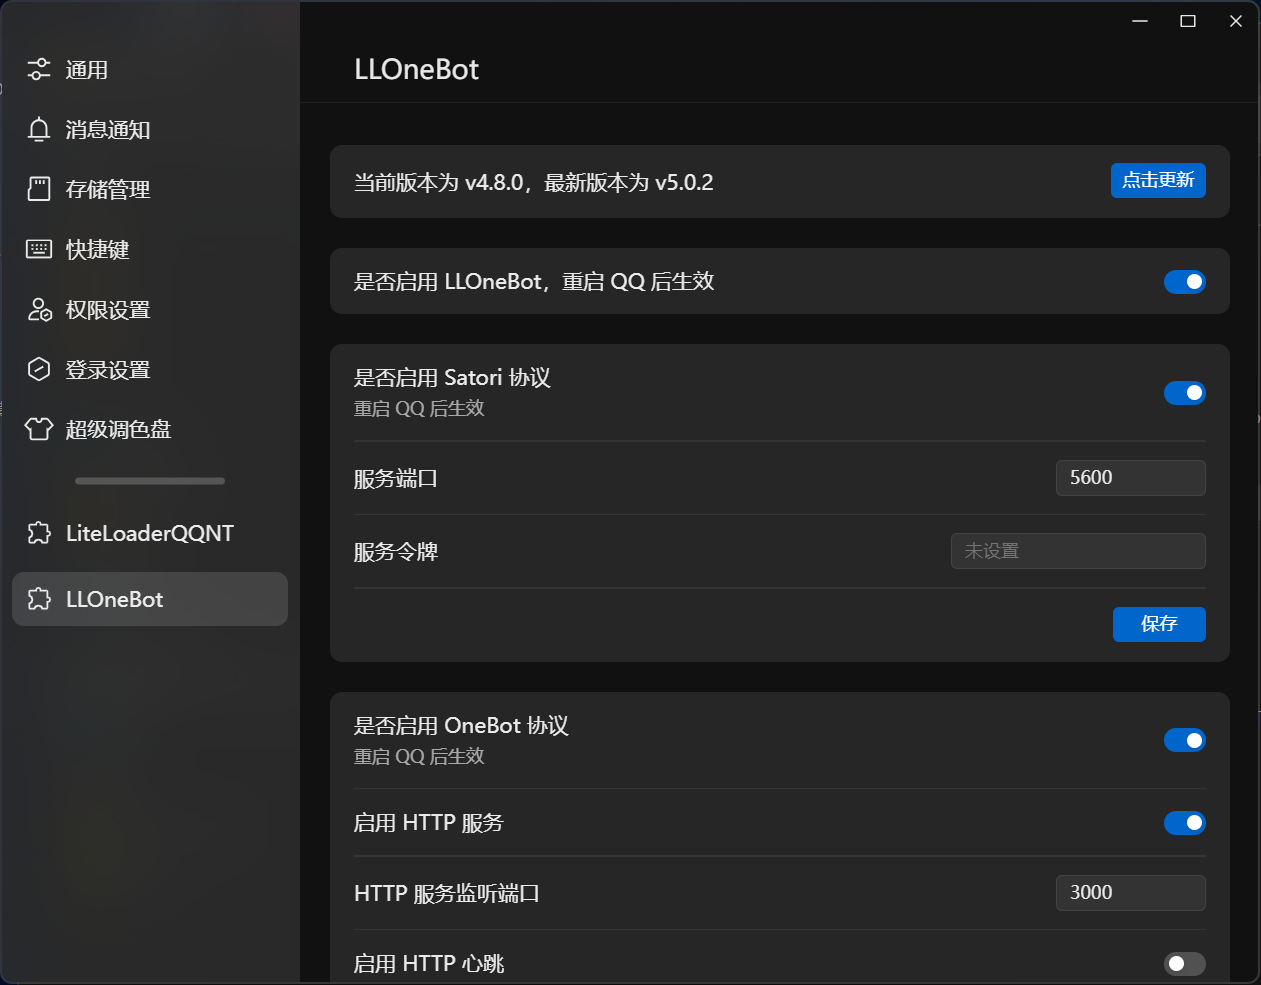 通用
消息通知
存储管理
快捷键
权限设置
登录设置
超级调色盘
LiteLoaderQQNT
LLOneBot
LLOneBot
当前版本为 v4.8.0，最新版本为 v5.0.2
点击更新
是否启用 LLOneBot，重启 QQ 后生效
是否启用 Satori 协议
重启 QQ 后生效
服务端口
5600
服务令牌
未设置
保存
是否启用 OneBot 协议
重启 QQ 后生效
启用 HTTP 服务
HTTP 服务监听端口
3000
启用 HTTP 心跳